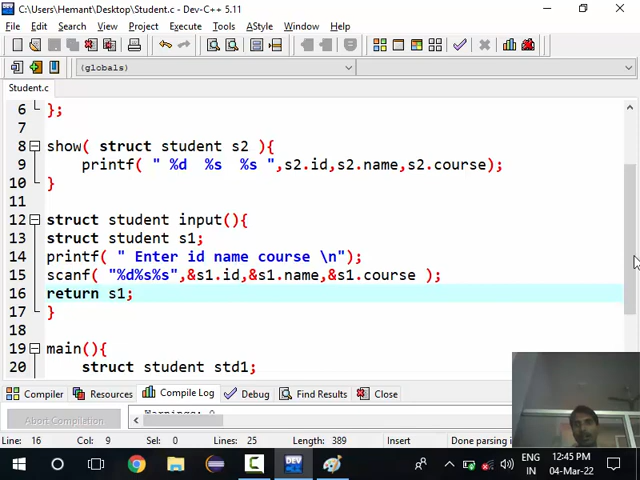 C:\Users\Hemant\Desktop\Student.c - Dev-C++ 5.11
File Edit Search View Project Execute Tools AStyle Window Help
(globals)
Student.c
6 };
7
8 show( struct student s2 ){
9 printf( " %d %s %s ",s2.id,s2.name,s2.course);
10 }
11
12 struct student input(){
13 struct student s1;
14 printf( " Enter id name course \n");
15 scanf( "%d%s%s",&s1.id,&s1.name,&s1.course );
16 return s1;
17 }
18
19 main(){
20 struct student std1;
Compiler Resources Compile Log Debug Find Results Close
Abort Compilation
Line: 16 Col: 9 Sel: 0 Lines: 25 Length: 389 Insert Done parsing i
DEV
ENG
IN
12:45 PM
04-Mar-22